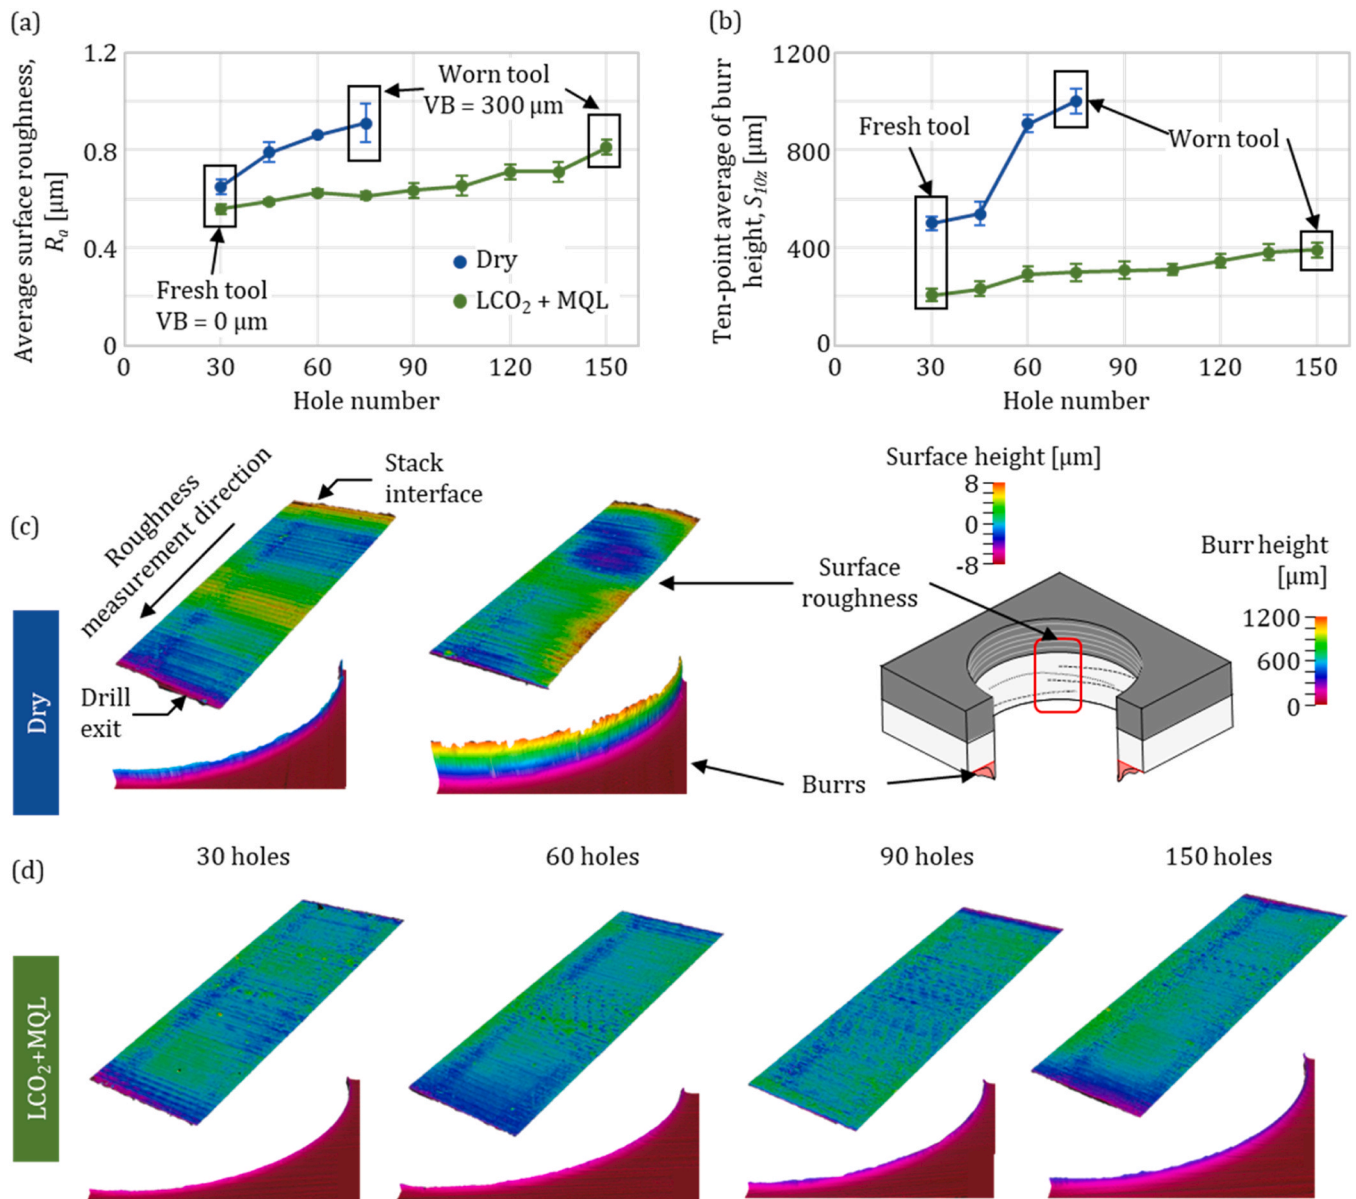 (a)
1.2
0.8
0.4
0
Average surface roughness,
Rₐ [µm]
Worn tool
VB = 300 µm
Fresh tool
VB = 0 µm
Dry
LCO₂ + MQL
0 30 60 90 120 150
Hole number
(b)
1200
800
400
0
Ten-point average of burr
height, S₁₀z [µm]
Fresh tool
Worn tool
0 30 60 90 120 150
Hole number
(c)
Dry
Roughness
measurement direction
Stack
interface
Drill
exit
Surface
roughness
Burrs
Surface height [µm]
8
0
-8
Burr height
[µm]
1200
600
0
(d)
30 holes 60 holes 90 holes 150 holes
LCO₂+MQL